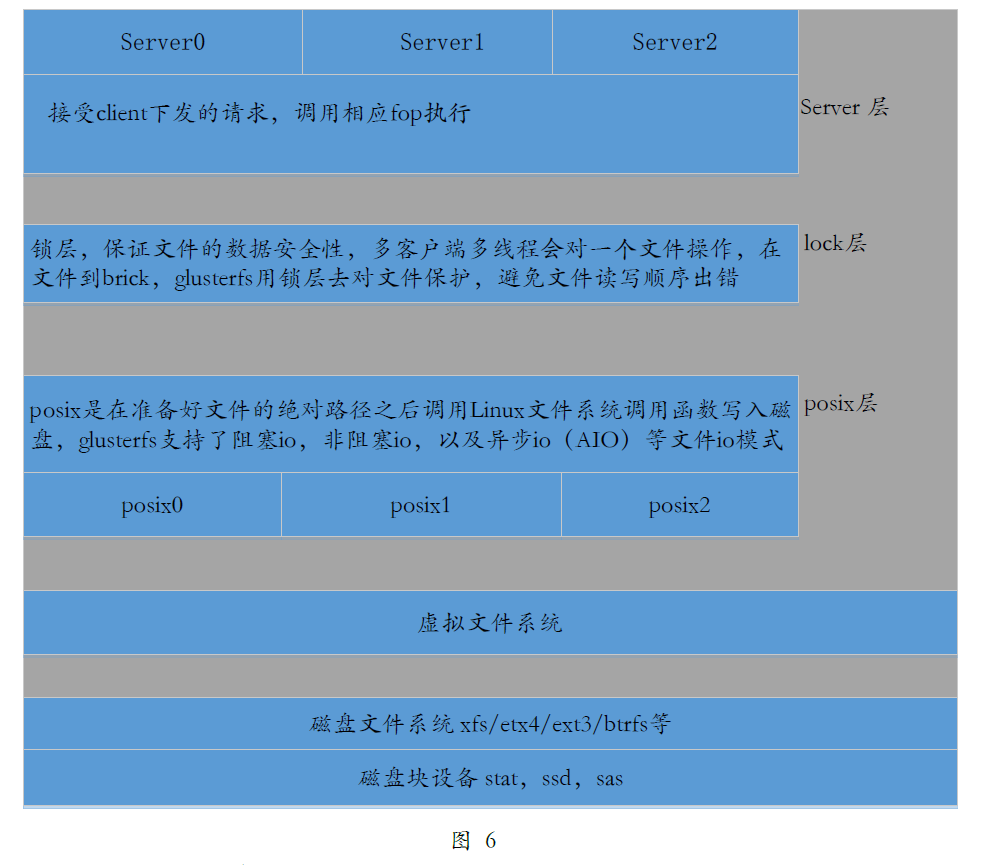 Server0 Server1 Server2
接受client下发的请求，调用相应fop执行
Server 层
锁层，保证文件的数据安全性，多客户端多线程会对一个文件操作，在
文件到brick，glusterfs用锁层去对文件保护，避免文件读写顺序出错
lock层
posix是在准备好文件的绝对路径之后调用Linux文件系统调用函数写入磁
盘，glusterfs支持了阻塞io，非阻塞io，以及异步io（AIO）等文件io模式
posix层
posix0 posix1 posix2
虚拟文件系统
磁盘文件系统 xfs/etx4/ext3/btrfs等
磁盘块设备 stat，ssd，sas
图 6